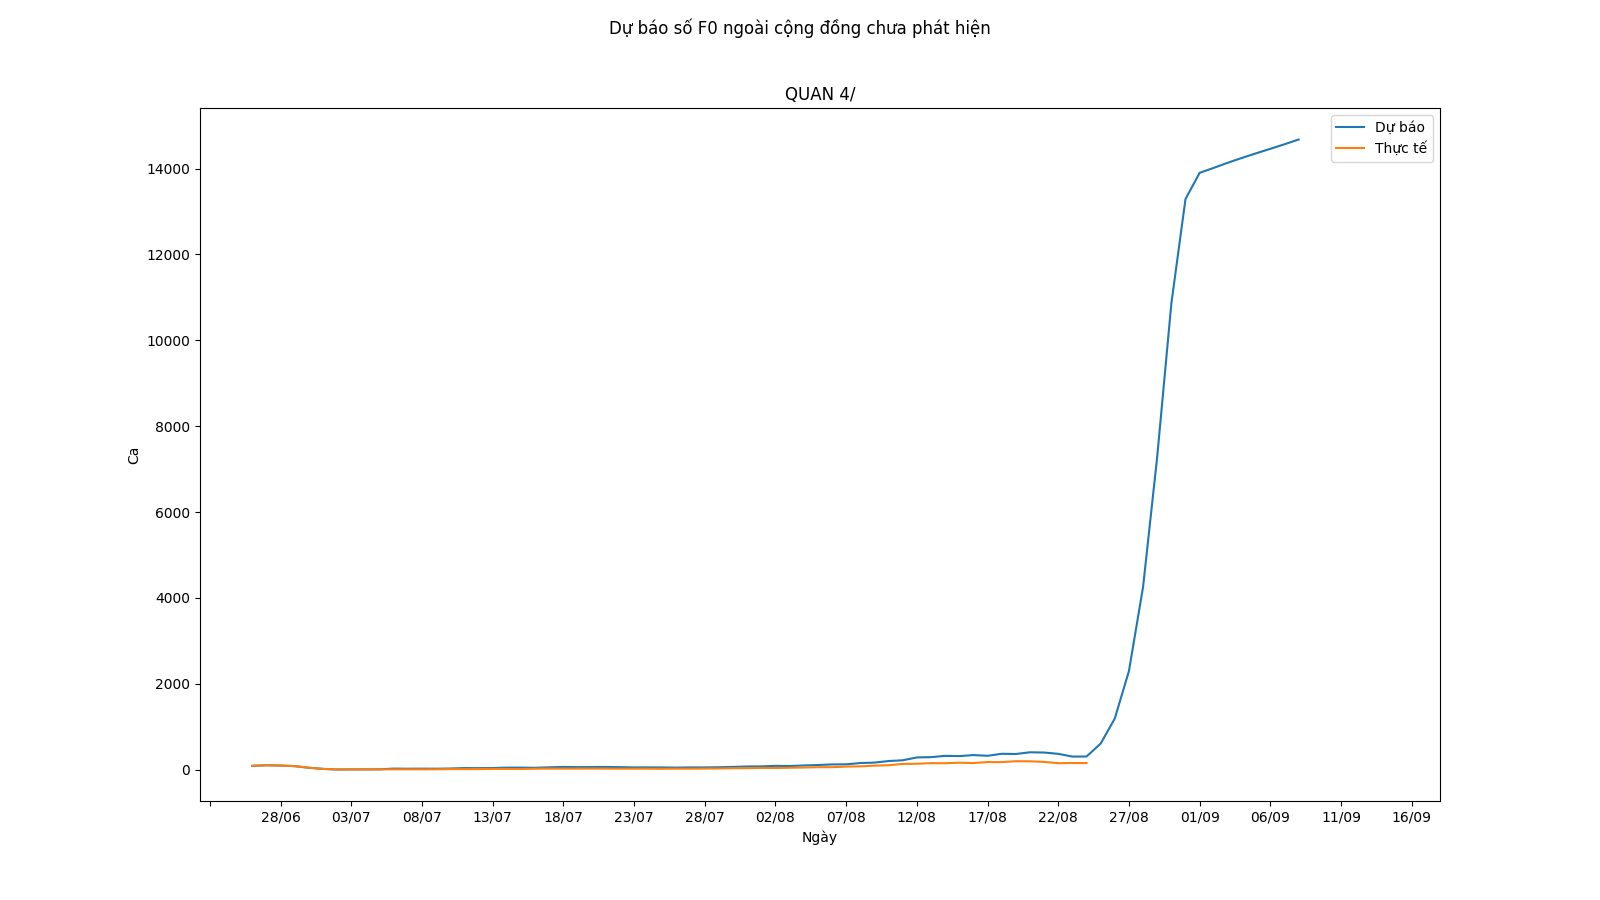 Dự báo số F0 ngoài cộng đồng chưa phát hiện
QUAN 4/
Dự báo
Thực tế
14000
12000
10000
8000
6000
4000
2000
0
Ca
28/06 03/07 08/07 13/07 18/07 23/07 28/07 02/08 07/08 12/08 17/08 22/08 27/08 01/09 06/09 11/09 16/09
Ngày